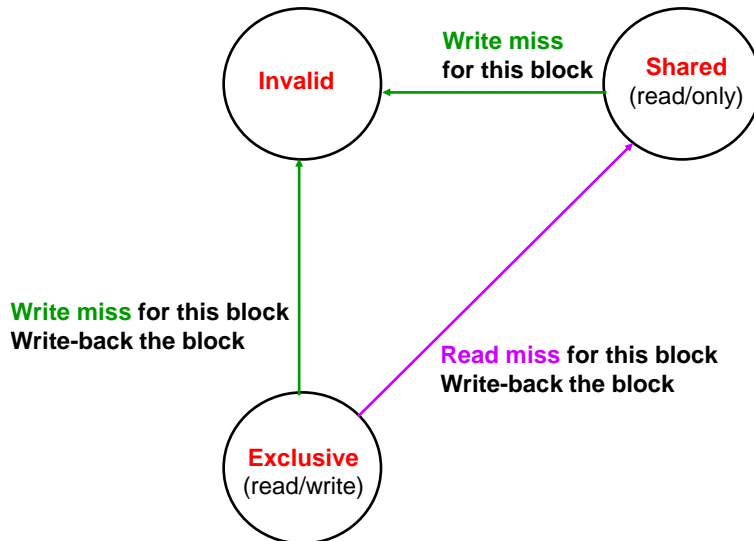 Write miss
for this block
Invalid
Shared
(read/only)
Write miss for this block
Write-back the block
Read miss for this block
Write-back the block
Exclusive
(read/write)